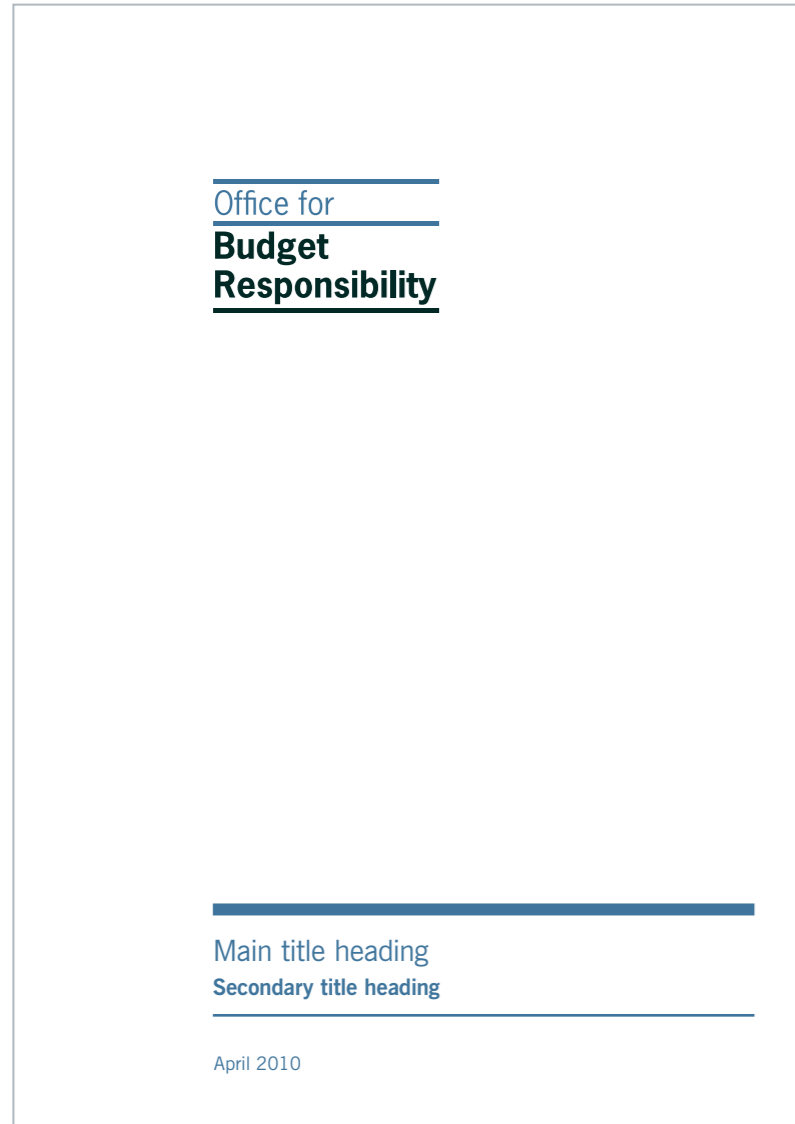 Office for
Budget
Responsibility
Main title heading
Secondary title heading
April 2010